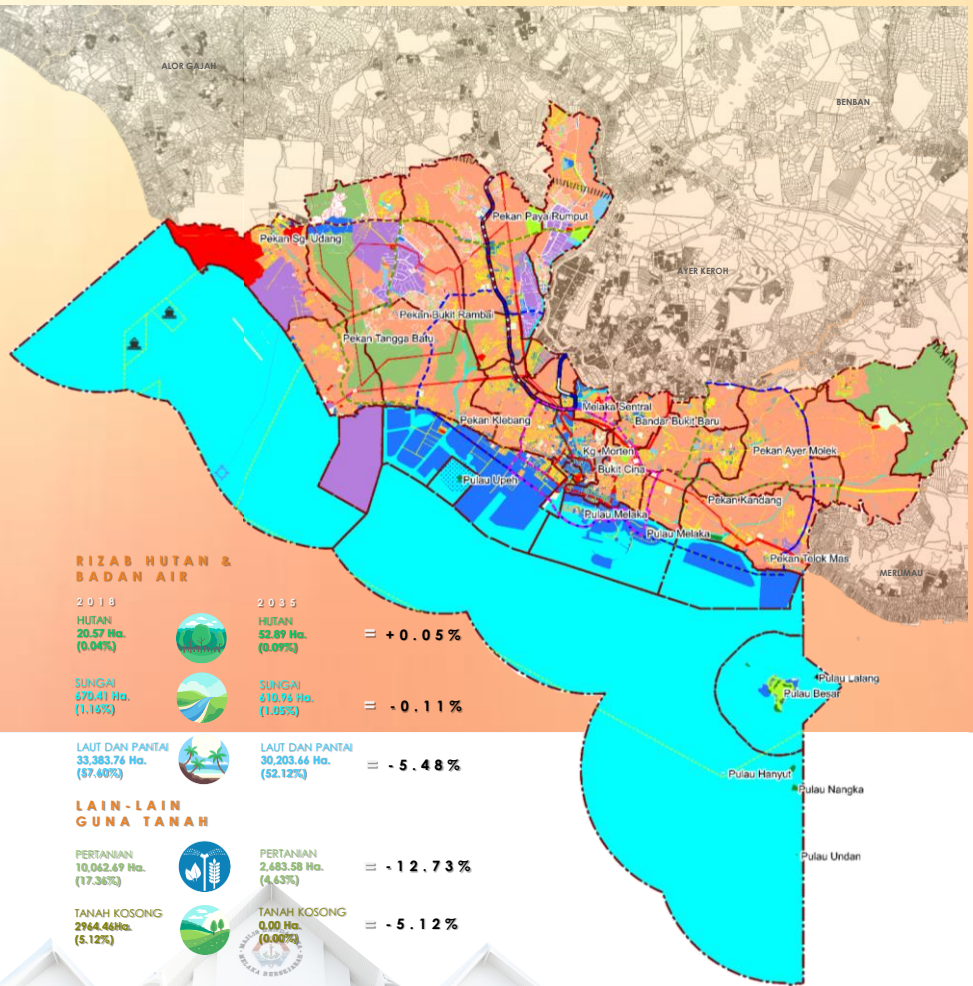 ALOR GAJAH
BENBAN
Pekan Paya Rumput
Pekan Sg. Udang
AYER KEROH
Pekan Bukit Rambai
Pekan Tangga Batu
Melaka Sentral
Pekan Klebang
Bandar Bukit Baru
Kg. Morten
Pekan Ayer Molek
Bukit Cina
Pulau Upeh
Pekan Kandang
Pulau Melaka
Pulau Melaka
Pekan Telok Mas
MERLIMAU
Pulau Lalang
Pulau Besar
Pulau Hanyut
Pulau Nangka
Pulau Undan
RIZAB HUTAN &
BADAN AIR
2018
2035
HUTAN
20.57 Ha.
(0.04%)
HUTAN
52.89 Ha.
(0.09%)
= +0.05%
SUNGAI
670.41 Ha.
(1.16%)
SUNGAI
610.96 Ha.
(1.05%)
= -0.11%
LAUT DAN PANTAI
33,383.76 Ha.
(57.60%)
LAUT DAN PANTAI
30,203.66 Ha.
(52.12%)
= -5.48%
LAIN-LAIN
GUNA TANAH
PERTANIAN
10,062.69 Ha.
(17.36%)
PERTANIAN
2,683.58 Ha.
(4.63%)
= -12.73%
TANAH KOSONG
2964.46Ha.
(5.12%)
TANAH KOSONG
0.00 Ha.
(0.00%)
= -5.12%